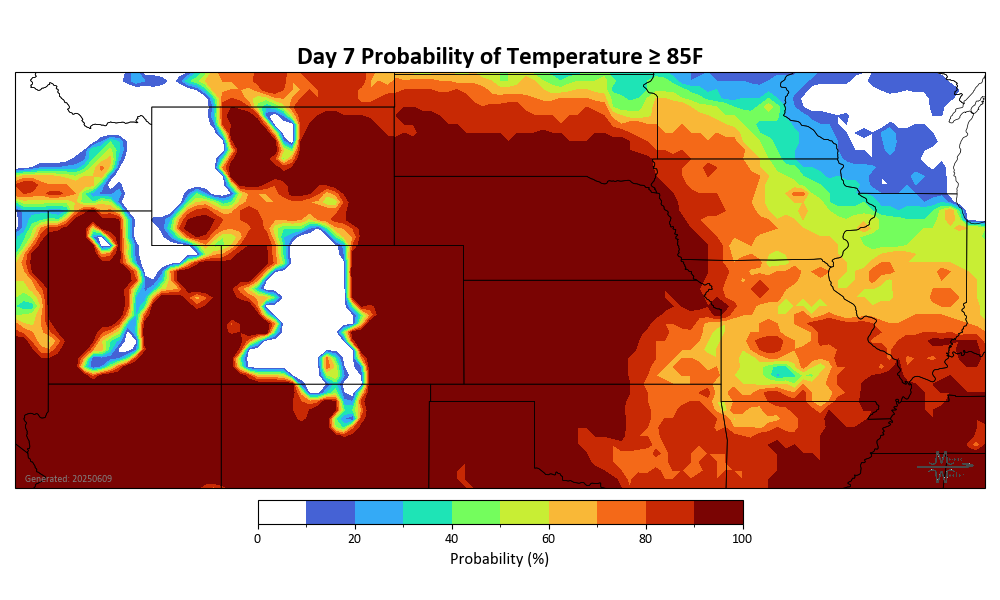 Day 7 Probability of Temperature ≥ 85F
Generated: 20250609
0 20 40 60 80 100
Probability (%)